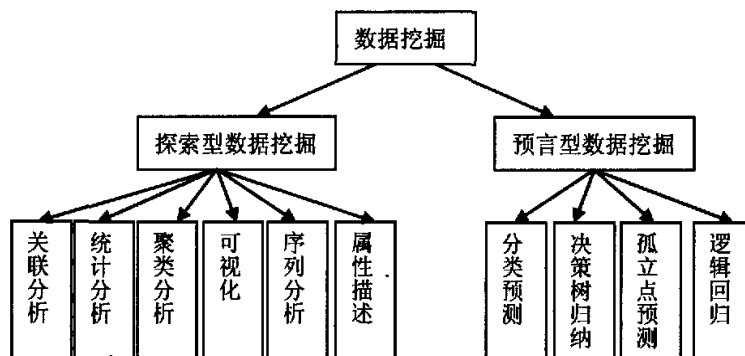 数据挖掘
探索型数据挖掘
预言型数据挖掘
关联分析
统计分析
聚类分析
可视化
序列分析
属性描述
分类预测
决策树归纳
孤立点预测
逻辑回归